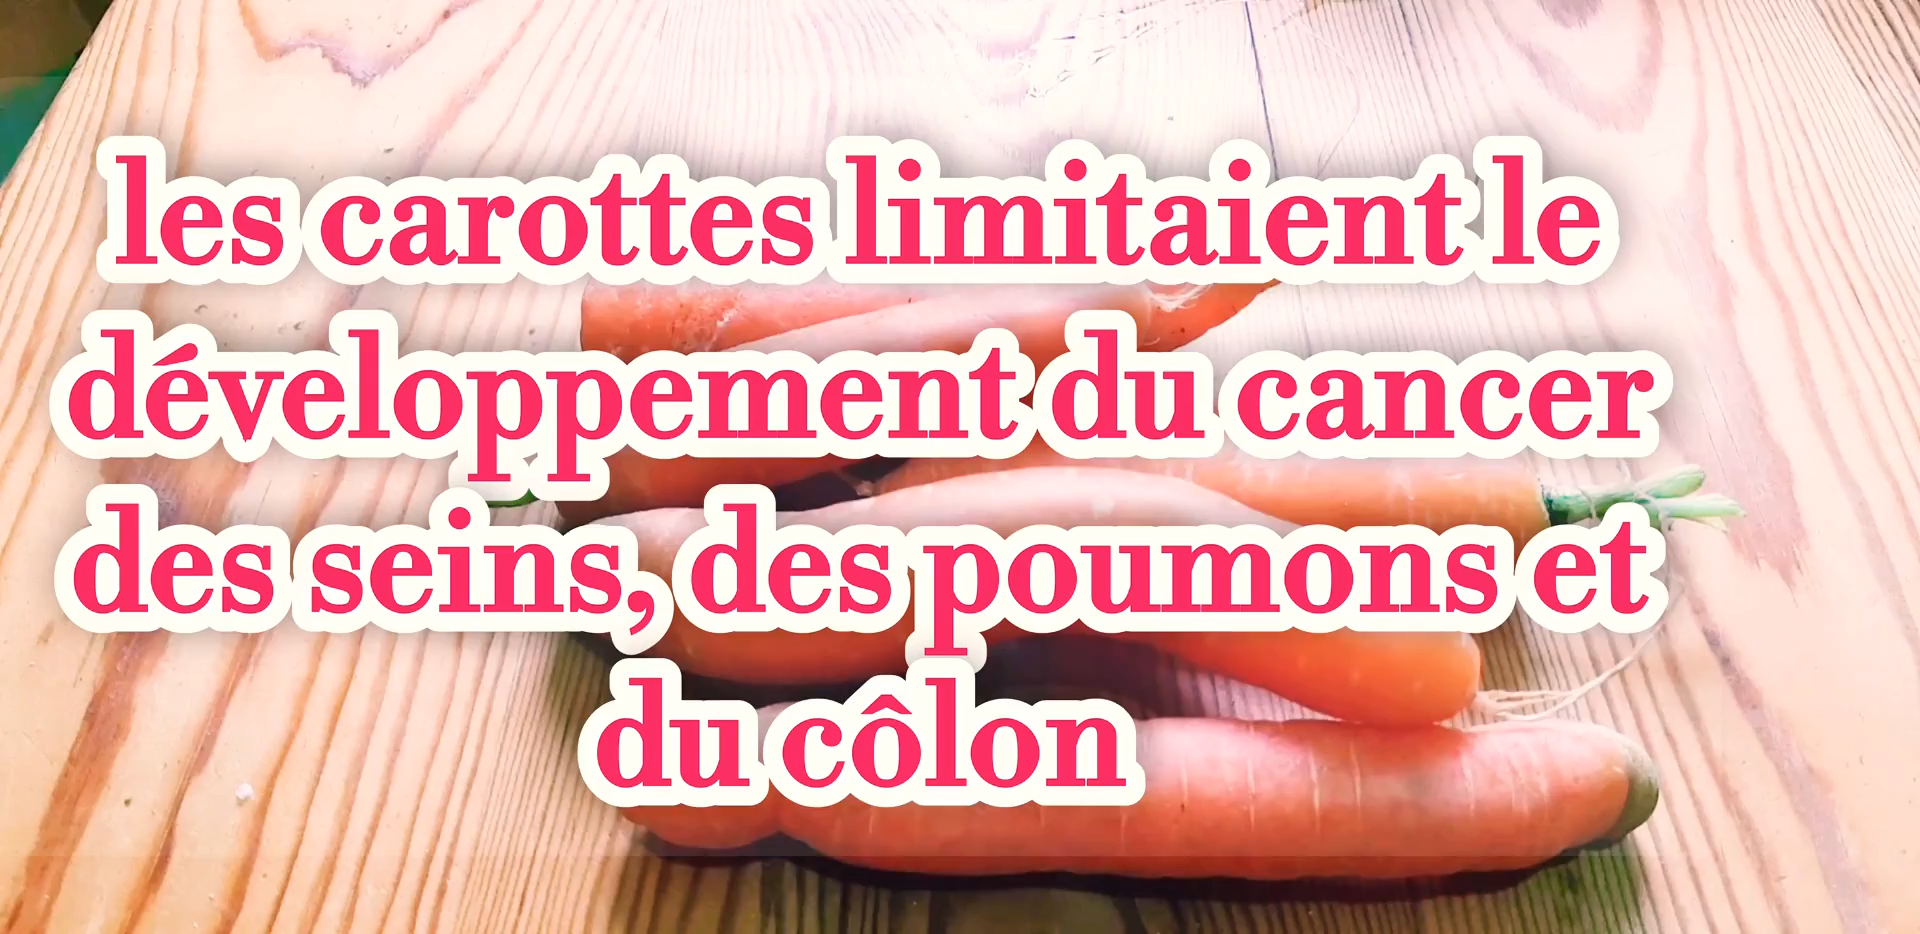 les carottes limitaient le
développement du cancer
des seins, des poumons et
du côlon